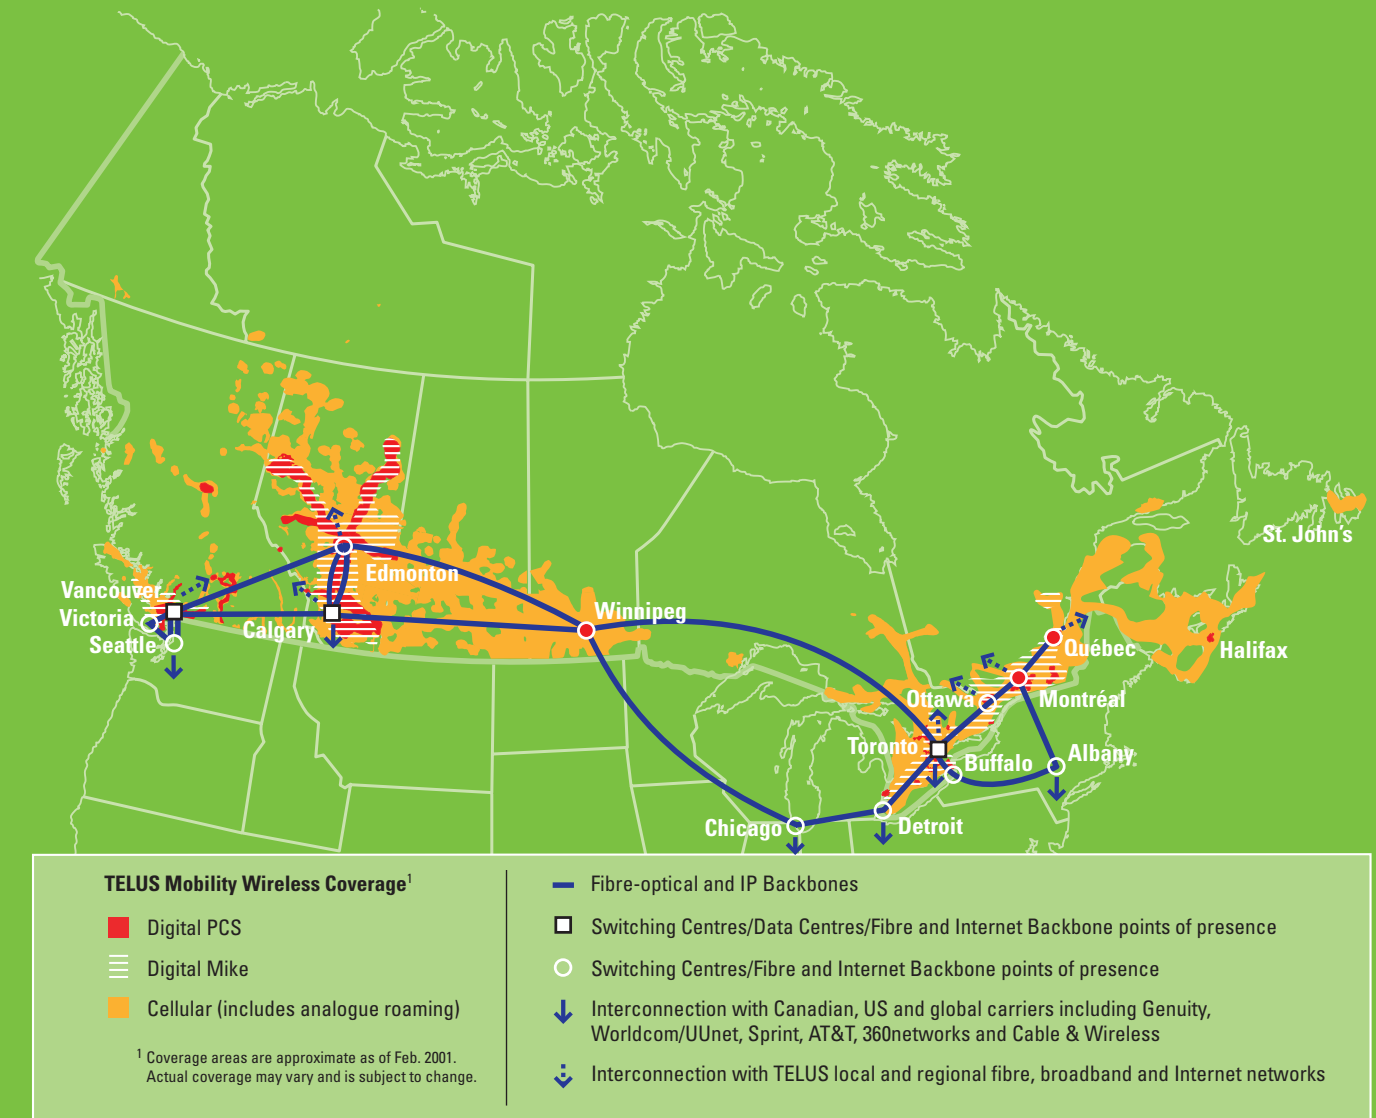 St. John's
Vancouver
Edmonton
Victoria
Winnipeg
Calgary
Seattle
Québec
Halifax
Ottawa
Montréal
Toronto
Albany
Buffalo
Chicago
Detroit
TELUS Mobility Wireless Coverage1
Digital PCS
Digital Mike
Cellular (includes analogue roaming)
1 Coverage areas are approximate as of Feb. 2001.
Actual coverage may vary and is subject to change.
Fibre-optical and IP Backbones
Switching Centres/Data Centres/Fibre and Internet Backbone points of presence
Switching Centres/Fibre and Internet Backbone points of presence
Interconnection with Canadian, US and global carriers including Genuity,
Worldcom/UUnet, Sprint, AT&T, 360networks and Cable & Wireless
Interconnection with TELUS local and regional fibre, broadband and Internet networks